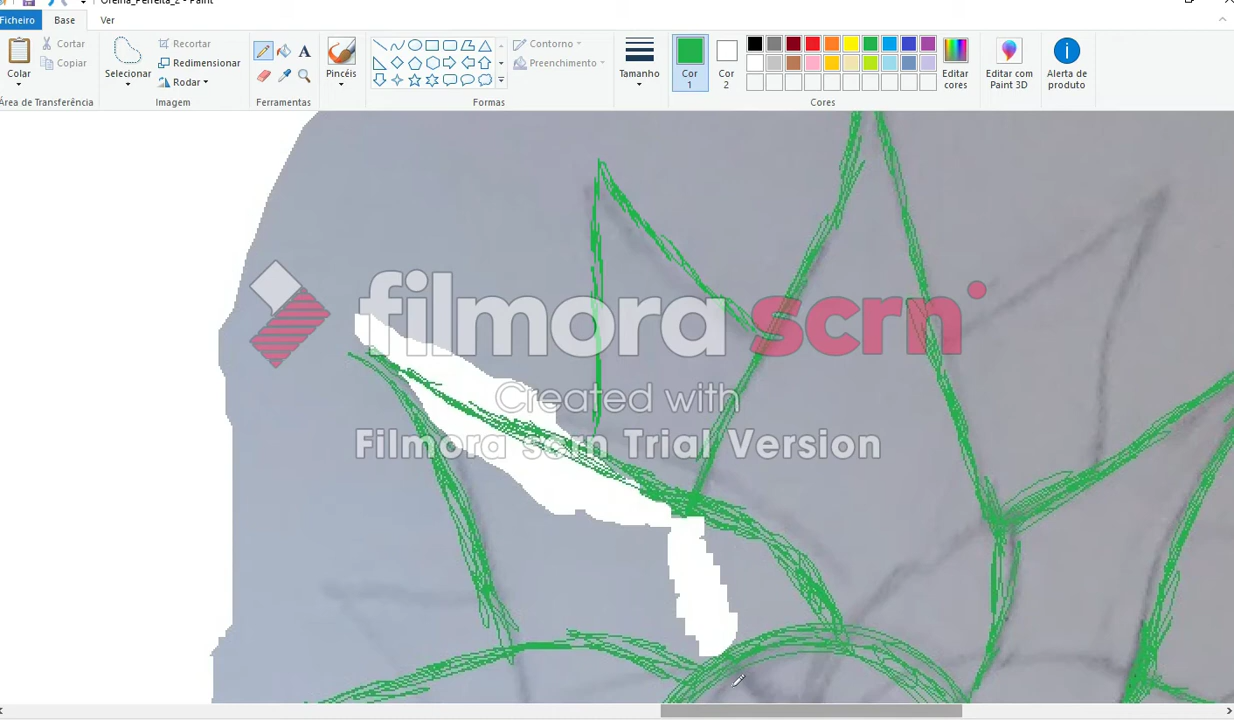 Orelha_Perfeita_2 - Paint
Ficheiro Base Ver
Colar
Cortar
Copiar
Área de Transferência
Selecionar
Recortar
Redimensionar
Rodar
Imagem
A
Ferramentas
Pincéis
Contorno
Preenchimento
Formas
Tamanho
Cor
1
Cor
2
Editar
cores
Cores
Editar com
Paint 3D
Alerta de
produto
filmora scrn
Created with
Filmora scrn Trial Version